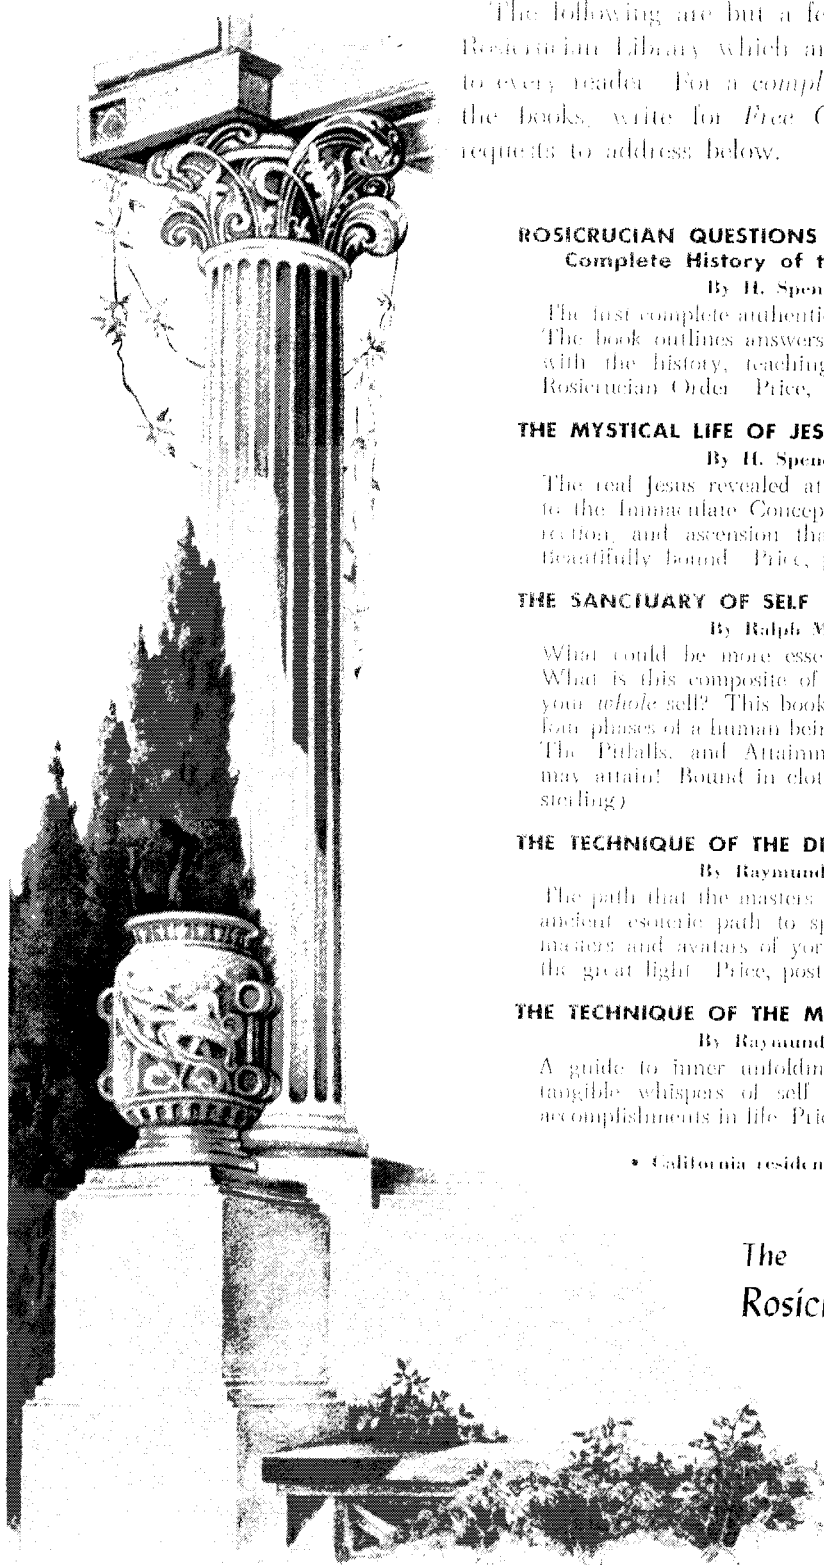 The following are but a fe
Rosicrucian Library which a
to every reader. For a compl
the books, write for Free C
requests to address below.
ROSICRUCIAN QUESTIONS
Complete History of t
By H. Spen
The first complete authentic
The book outlines answers
with the history, teaching
Rosicrucian Order Price,
THE MYSTICAL LIFE OF JES
By H. Spenc
The real Jesus revealed at
to the Immaculate Concep
rection, and ascension tha
Beautifully bound Price, p
THE SANCTUARY OF SELF
By Ralph M
What could be more esse
What is this composite of
your whole self? This book
four phases of a human bein
The Pitfalls, and Attainm
may attain! Bound in clot
sterling)
THE TECHNIQUE OF THE DI
By Raymund
The path that the masters
ancient esoteric path to sp
masters and avatars of yor
the great light Price, post
THE TECHNIQUE OF THE M
By Raymund
A guide to inner unfoldm
tangible whispers of self
accomplishments in life Pric
• California residen
The
Rosicr